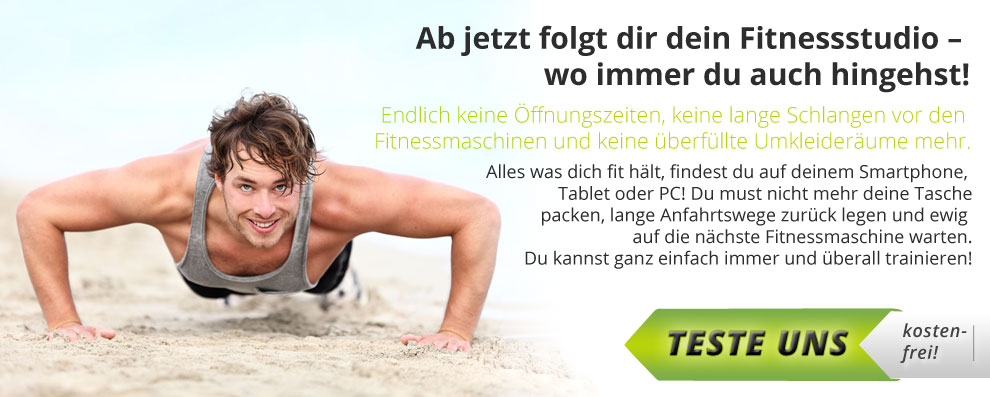 Ab jetzt folgt dir dein Fitnessstudio –
wo immer du auch hingehst!
Endlich keine Öffnungszeiten, keine lange Schlangen vor den
Fitnessmaschinen und keine überfüllte Umkleideräume mehr.
Alles was dich fit hält, findest du auf deinem Smartphone,
Tablet oder PC! Du must nicht mehr deine Tasche
packen, lange Anfahrtswege zurück legen und ewig
auf die nächste Fitnessmaschine warten.
Du kannst ganz einfach immer und überall trainieren!
TESTE UNS
kosten-
frei!